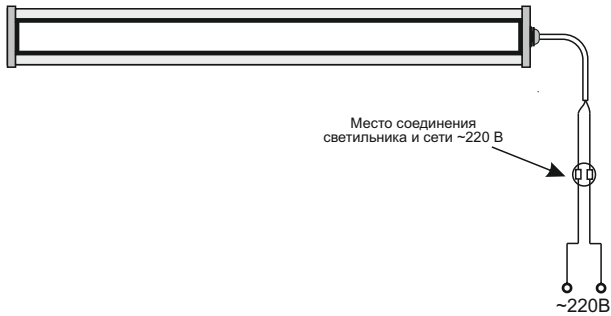 Место соединения
светильника и сети ~220 В
~220В